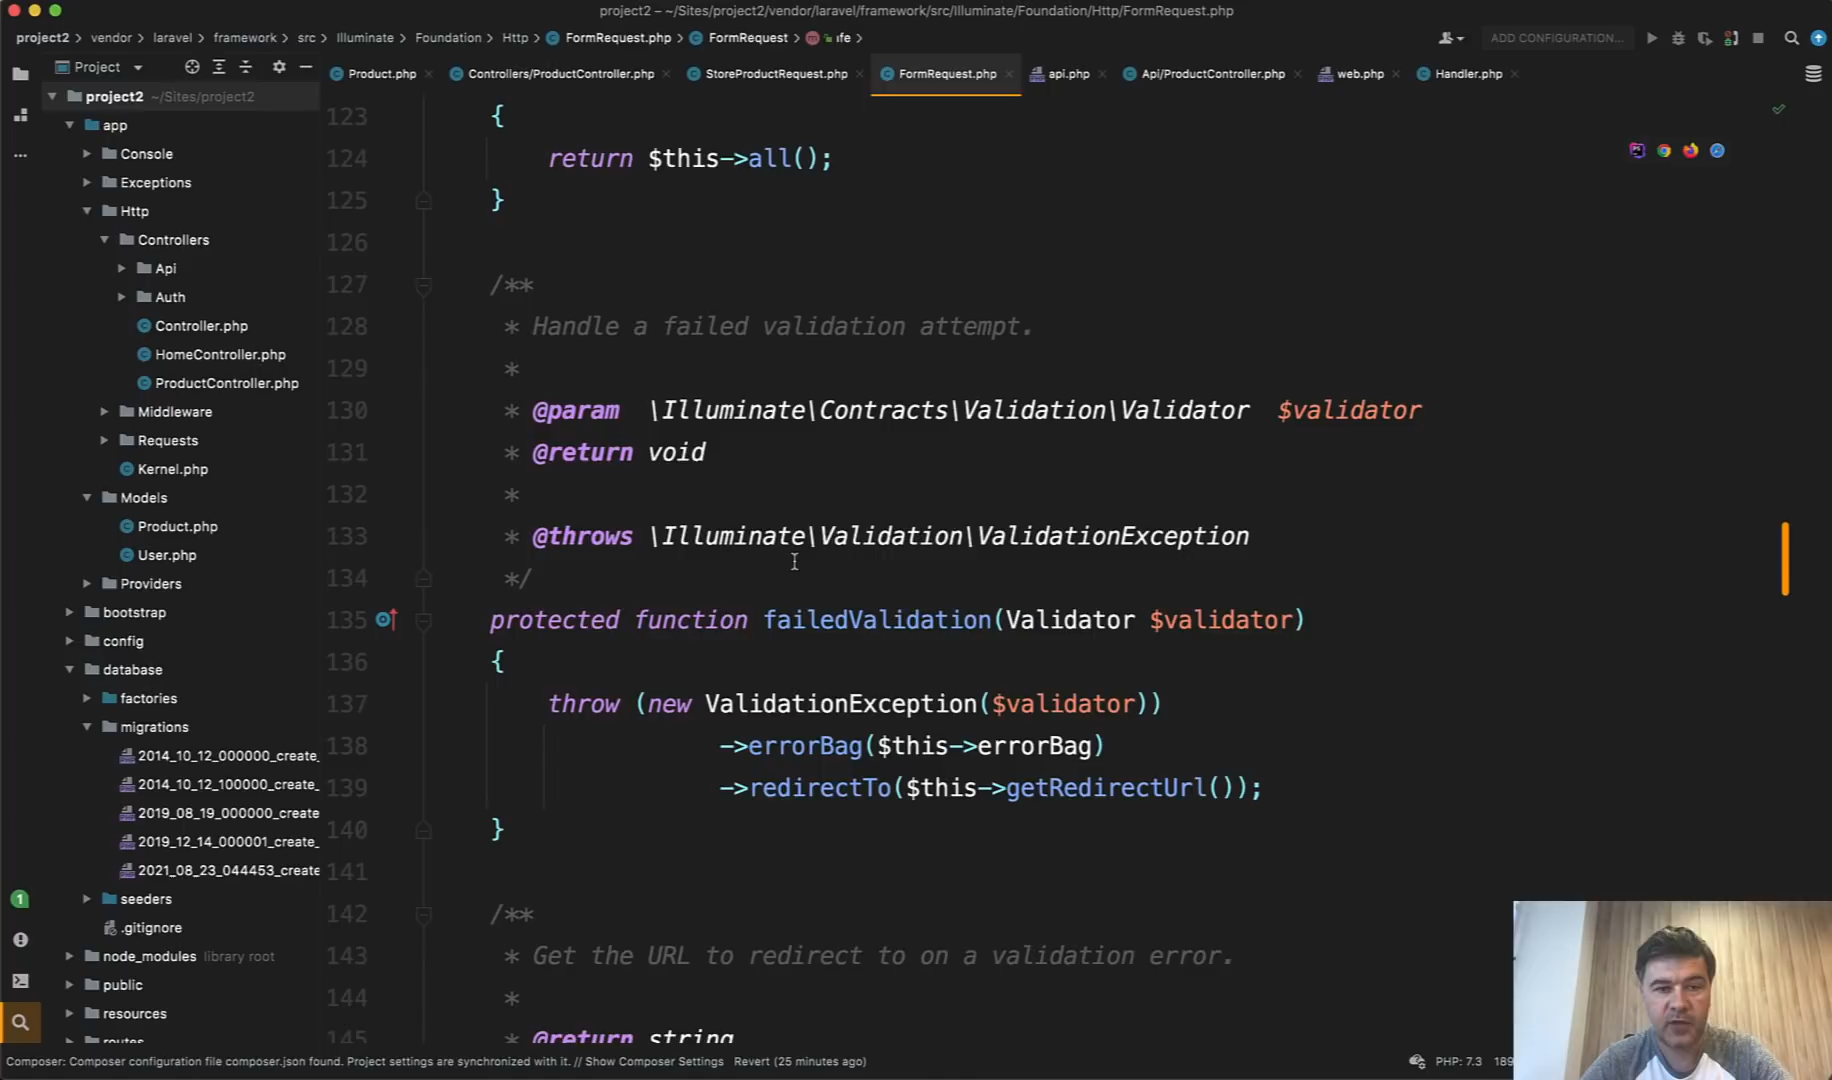 project2 – ~/Sites/project2/vendor/laravel/framework/src/Illuminate/Foundation/Http/FormRequest.php
project2 > vendor > laravel > framework > src > Illuminate > Foundation > Http > FormRequest.php > FormRequest > m ife >
ADD CONFIGURATION...
Project
Product.php
Controllers/ProductController.php
StoreProductRequest.php
FormRequest.php
api.php
Api/ProductController.php
web.php
Handler.php
project2 ~/Sites/project2
app
Console
Exceptions
Http
Controllers
Api
Auth
Controller.php
HomeController.php
ProductController.php
Middleware
Requests
Kernel.php
Models
Product.php
User.php
Providers
bootstrap
config
database
factories
migrations
2014_10_12_000000_create_
2014_10_12_100000_create_
2019_08_19_000000_create
2019_12_14_000001_create_
2021_08_23_044453_create
seeders
.gitignore
node_modules library root
public
resources
routes
1
123 {
124 return $this->all();
125 }
126
127 /**
128 * Handle a failed validation attempt.
129 *
130 * @param \Illuminate\Contracts\Validation\Validator $validator
131 * @return void
132 *
133 * @throws \Illuminate\Validation\ValidationException
134 */
135 protected function failedValidation(Validator $validator)
136 {
137 throw (new ValidationException($validator))
138 ->errorBag($this->errorBag)
139 ->redirectTo($this->getRedirectUrl());
140 }
141
142 /**
143 * Get the URL to redirect to on a validation error.
144 *
145 * @return string
Composer: Composer configuration file composer.json found. Project settings are synchronized with it. // Show Composer Settings Revert (25 minutes ago)
PHP: 7.3 189